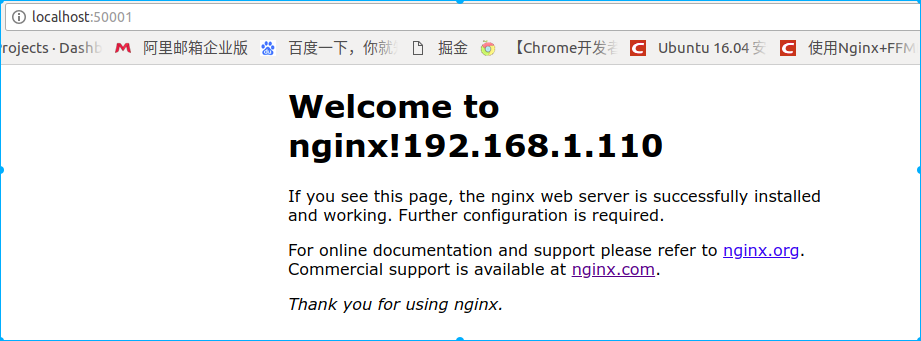 localhost:50001
rojects · Dashb 阿里邮箱企业版 百度一下，你就 掘金 【Chrome开发者 Ubuntu 16.04 安 使用Nginx+FFM
Welcome to
nginx!192.168.1.110
If you see this page, the nginx web server is successfully installed
and working. Further configuration is required.
For online documentation and support please refer to nginx.org.
Commercial support is available at nginx.com.
Thank you for using nginx.